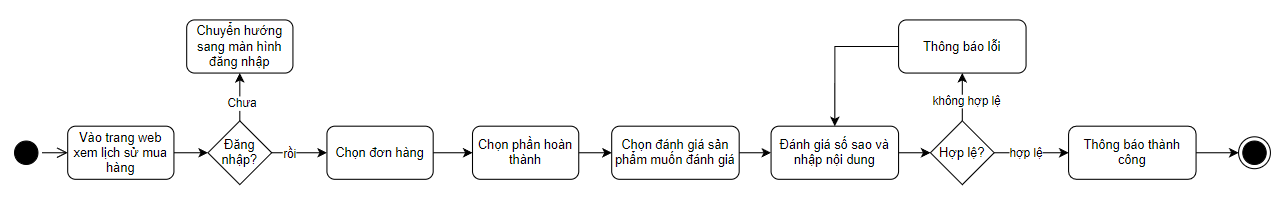 Chuyển hướng
sang màn hình
đăng nhập
Thông báo lỗi
Chưa
không hợp lệ
Vào trang web
xem lịch sử mua
hàng
Đăng
nhập?
rồi
Chọn đơn hàng
Chọn phần hoàn
thành
Chọn đánh giá sản
phẩm muốn đánh giá
Đánh giá số sao và
nhập nội dung
Hợp lệ?
hợp lệ
Thông báo thành
công